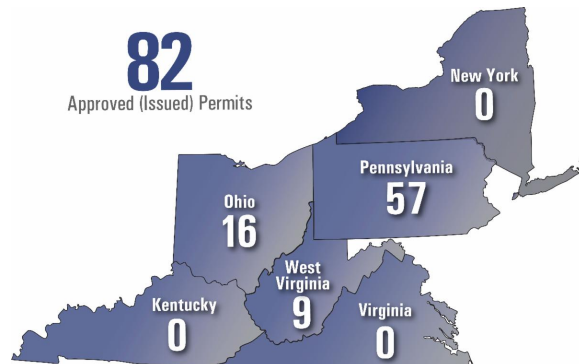 82
Approved (Issued) Permits
New York
0
Pennsylvania
57
Ohio
16
West
Virginia
9
Kentucky
0
Virginia
0